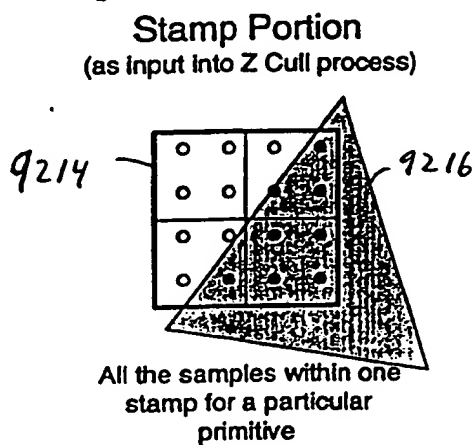 Stamp Portion
(as input into Z Cull process)
9214
9216
All the samples within one
stamp for a particular
primitive